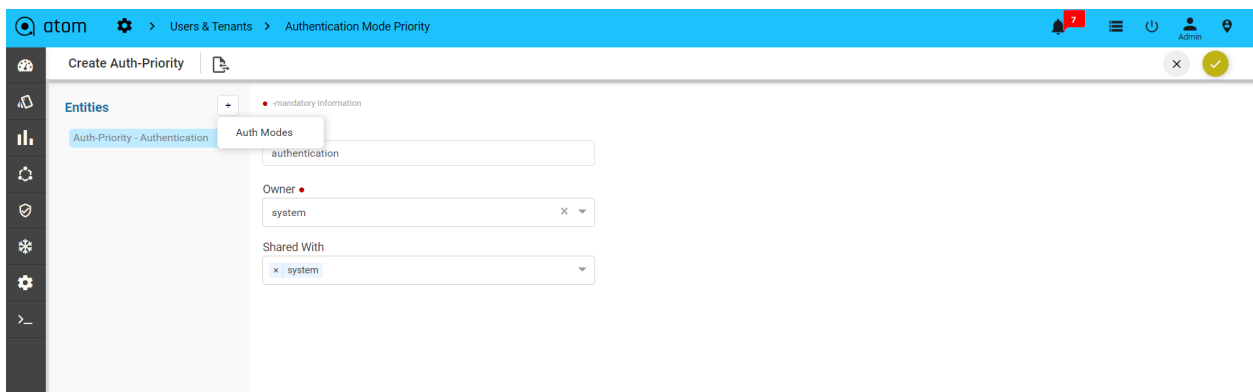 atom > Users & Tenants > Authentication Mode Priority 7 Admin
Create Auth-Priority
Entities + -mandatory information
Auth-Priority - Authentication Auth Modes
authentication
Owner
system
Shared With
× system